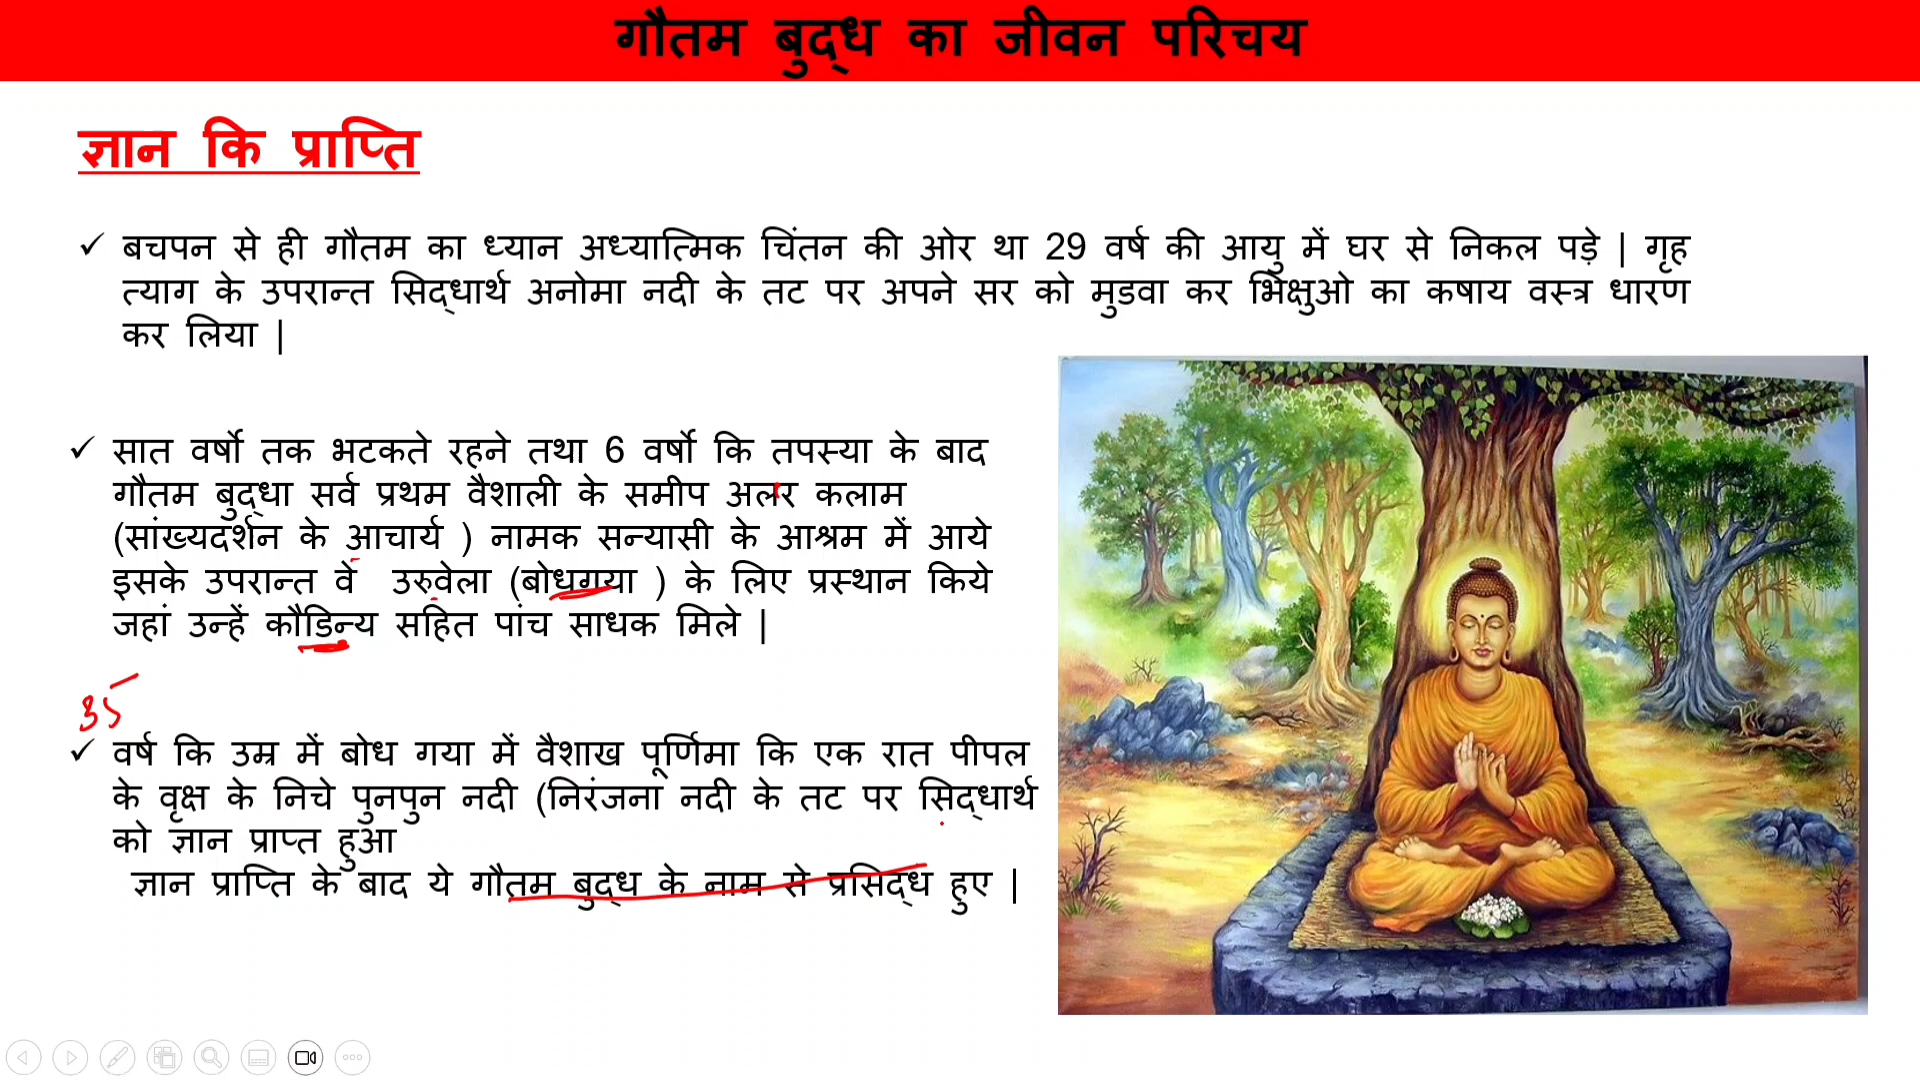 गौतम बुद्ध का जीवन परिचय
ज्ञान कि प्राप्ति
✓ बचपन से ही गौतम का ध्यान अध्यात्मिक चिंतन की ओर था 29 वर्ष की आयु में घर से निकल पड़े | गृह
त्याग के उपरान्त सिद्धार्थ अनोमा नदी के तट पर अपने सर को मुडवा कर भिक्षुओ का कषाय वस्त्र धारण
कर लिया |
✓ सात वर्षो तक भटकते रहने तथा 6 वर्षो कि तपस्या के बाद
गौतम बुद्धा सर्व प्रथम वैशाली के समीप अलर कलाम
(सांख्यदर्शन के आचार्य ) नामक सन्यासी के आश्रम में आये
इसके उपरान्त वे उरुवेला (बोधगया ) के लिए प्रस्थान किये
जहां उन्हें कौडिन्य सहित पांच साधक मिले |
35
✓ वर्ष कि उम्र में बोध गया में वैशाख पूर्णिमा कि एक रात पीपल
के वृक्ष के निचे पुनपुन नदी (निरंजना नदी के तट पर सिद्धार्थ
को ज्ञान प्राप्त हुआ
ज्ञान प्राप्ति के बाद ये गौतम बुद्ध के नाम से प्रसिद्ध हुए |